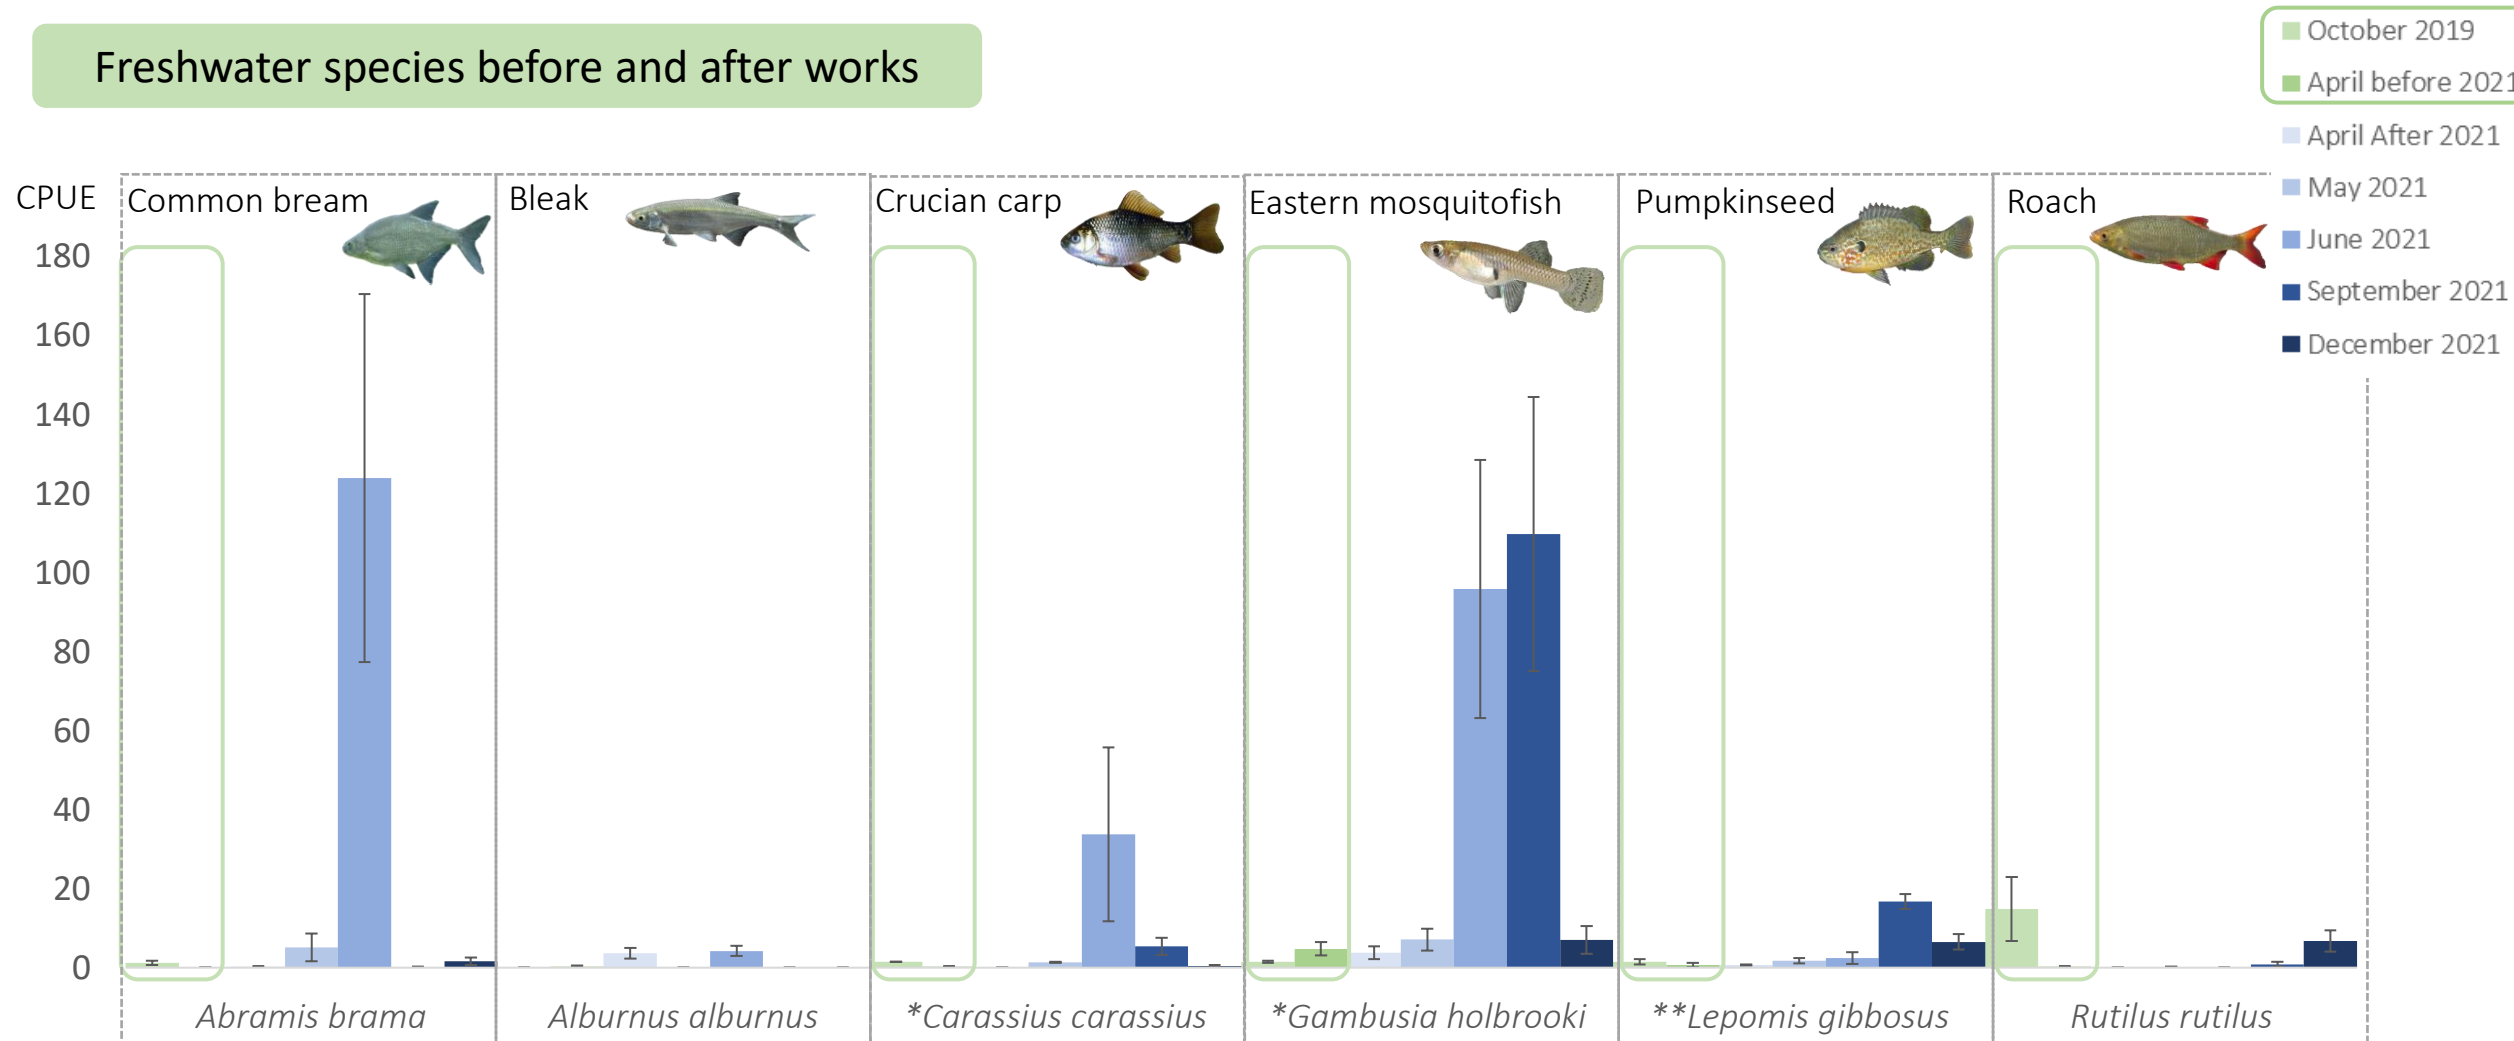 Freshwater species before and after works
October 2019
April before 2021
April After 2021
May 2021
June 2021
September 2021
December 2021
CPUE
Common bream
Bleak
Crucian carp
Eastern mosquitofish
Pumpkinseed
Roach
180
160
140
120
100
80
60
40
20
0
Abramis brama
Alburnus alburnus
*Carassius carassius
*Gambusia holbrooki
**Lepomis gibbosus
Rutilus rutilus